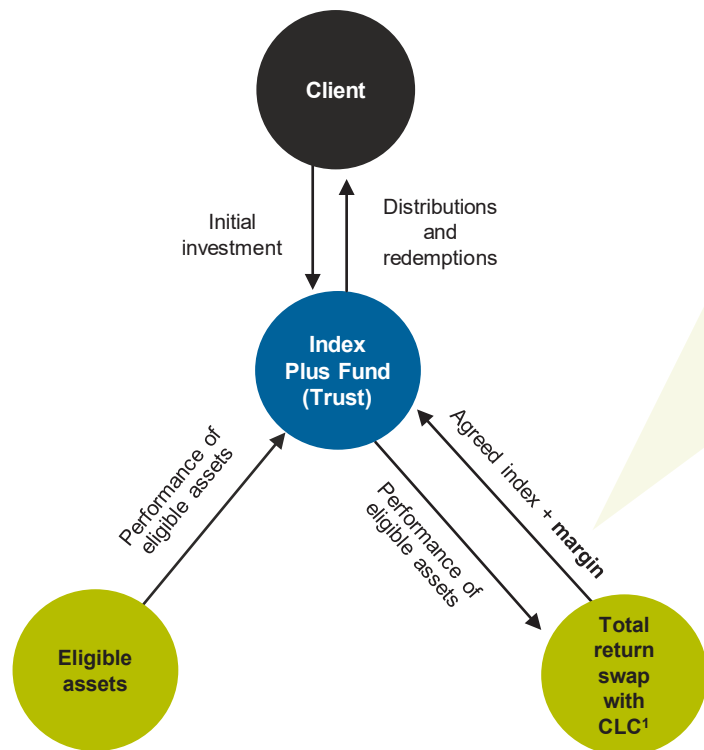 Client
Initial
investment
Distributions
and
redemptions
Index
Plus Fund
(Trust)
Performance of
eligible assets
Performance of
eligible assets
Agreed index + margin
Eligible
assets
Total
return
swap
with
CLC¹